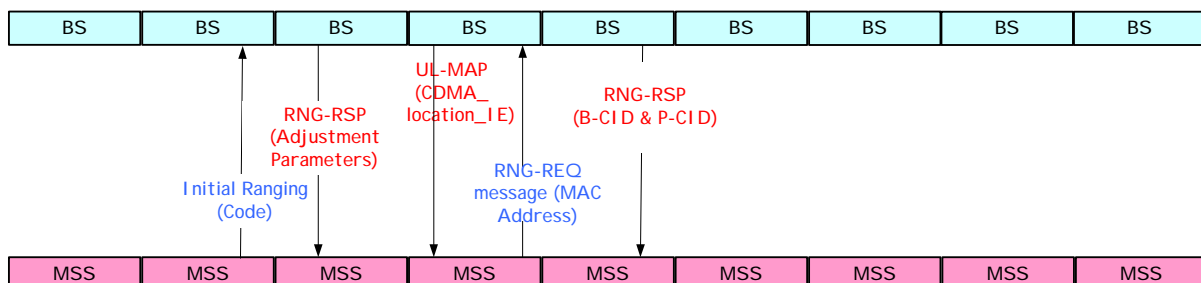 BS BS BS BS BS BS BS BS BS
UL-MAP
(CDMA_
location_IE)
RNG-RSP
(B-CID & P-CID)
RNG-RSP
(Adjustment
Parameters)
RNG-REQ
message (MAC
Address)
Initial Ranging
(Code)
MSS MSS MSS MSS MSS MSS MSS MSS MSS